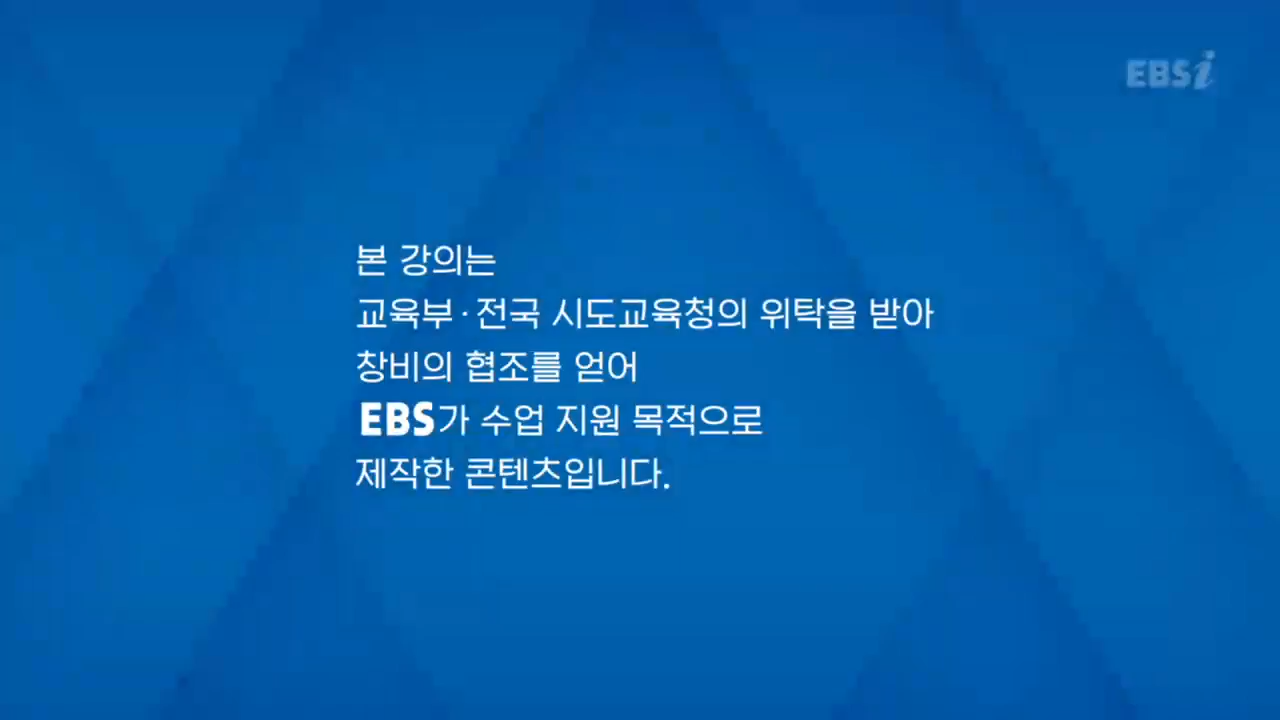 EBSi
본 강의는
교육부·전국 시도교육청의 위탁을 받아
창비의 협조를 얻어
EBS가 수업 지원 목적으로
제작한 콘텐츠입니다.